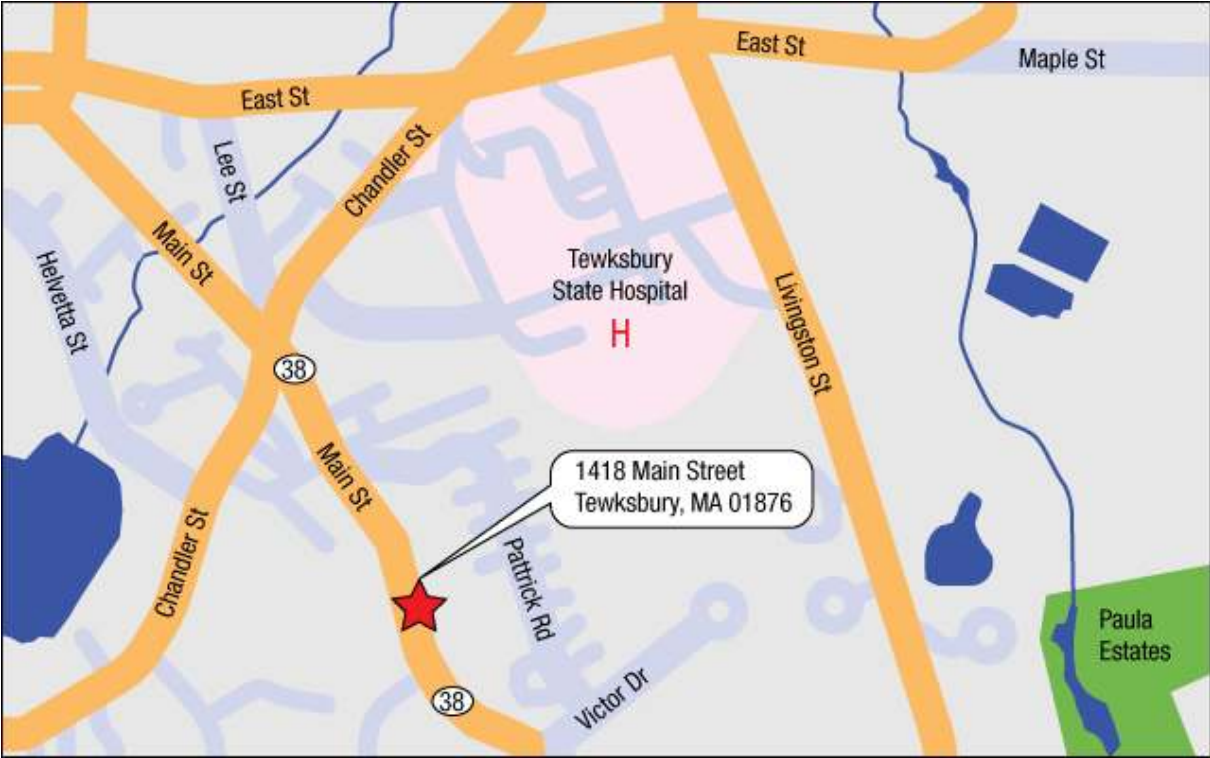 East St
Maple St
East St
Chandler St
Lee St
Main St
Helvetta St
Tewksbury
State Hospital
H
Livingston St
38
Main St
1418 Main Street
Tewksbury, MA 01876
Chandler St
Pattrick Rd
Paula
Estates
38
Victor Dr